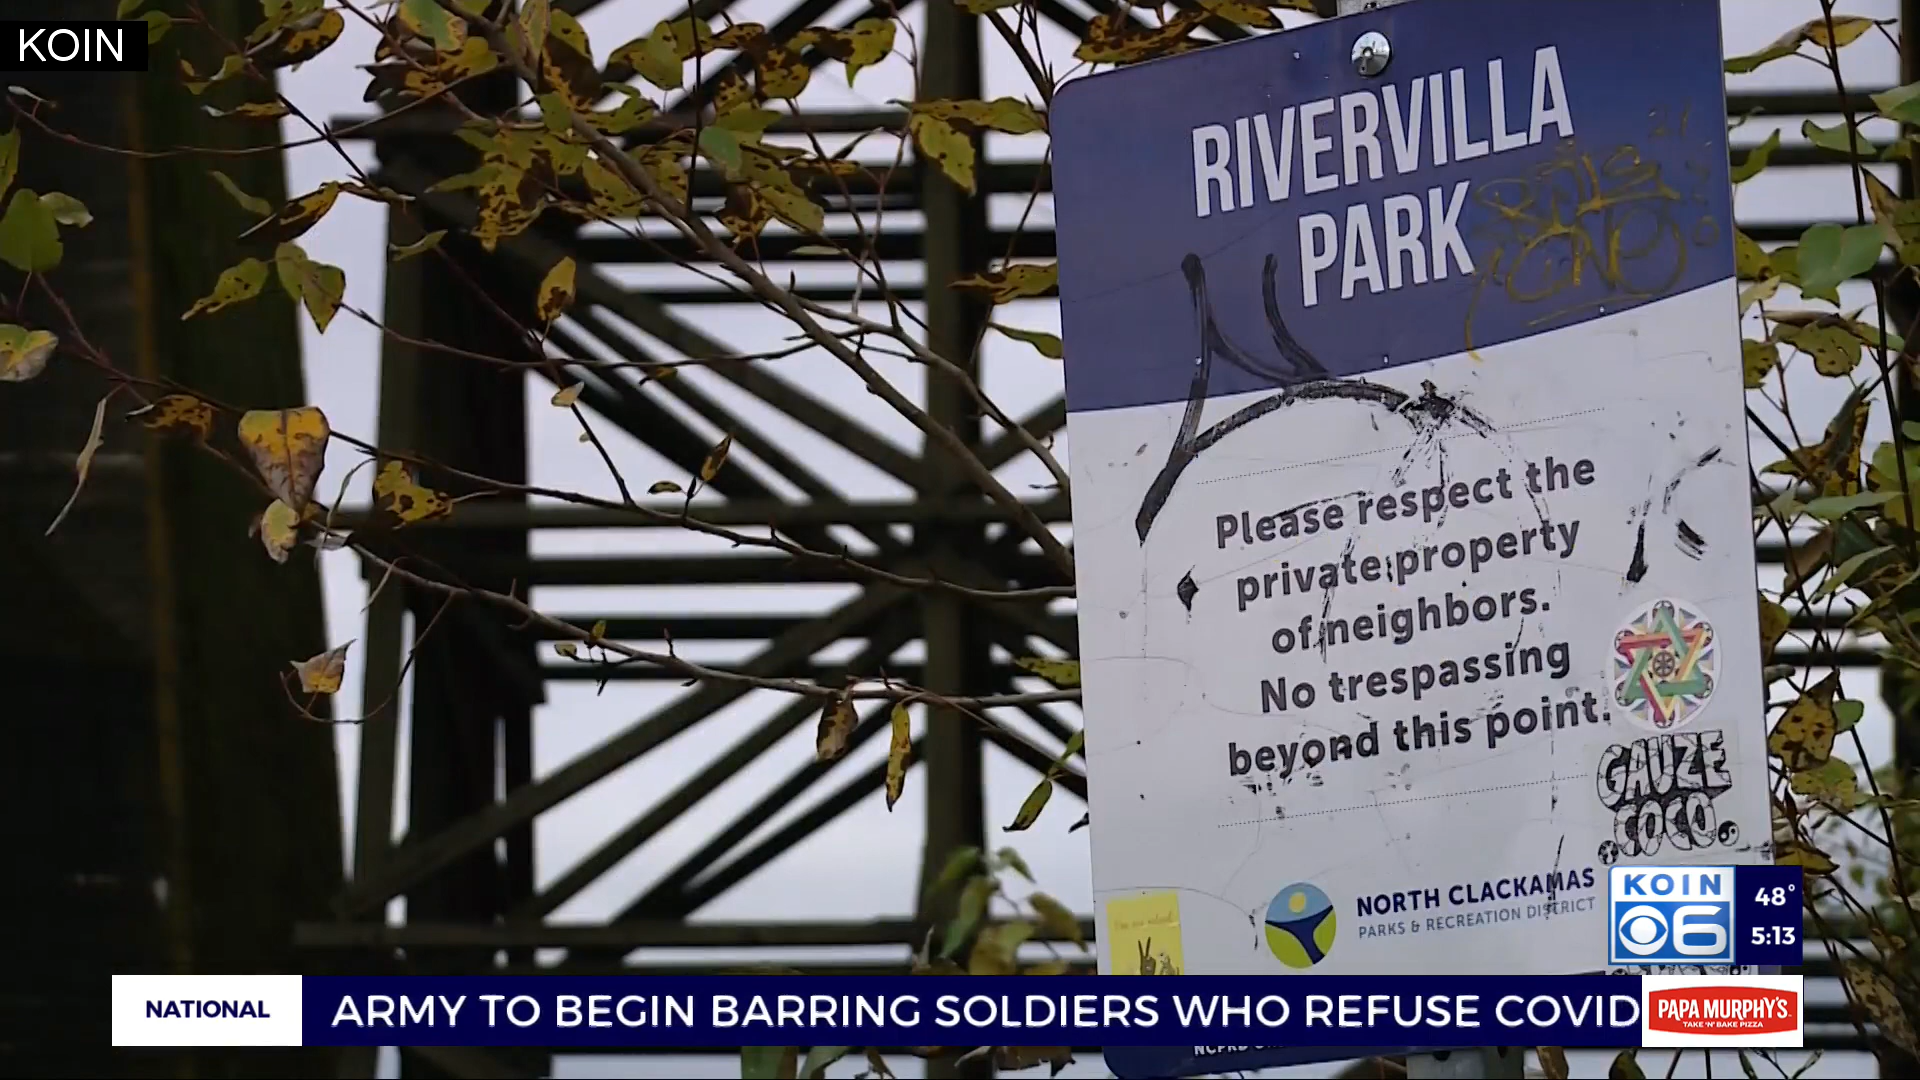 KOIN
RIVERVILLA
PARK
Please respect the
private property
of neighbors.
No trespassing
beyond this point.
GAUZE
COCO.
NORTH CLACKAMAS
PARKS & RECREATION DISTRICT
KOIN
6
48°
5:13
NATIONAL
ARMY TO BEGIN BARRING SOLDIERS WHO REFUSE COVID
PAPA MURPHY'S
TAKE 'N' BAKE PIZZA